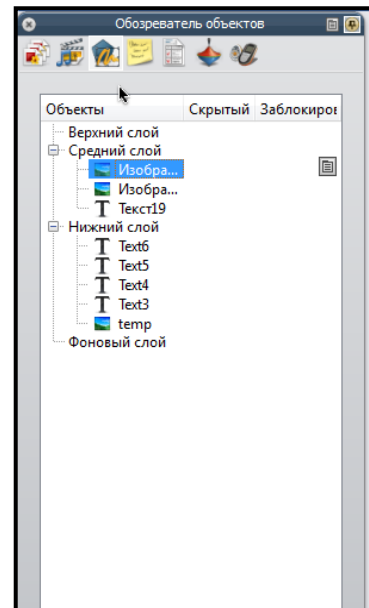 Обозреватель объектов
Объекты Скрытый Заблокирог
Верхний слой
Средний слой
Изобра...
Изобра...
Текст19
Нижний слой
Text6
Text5
Text4
Text3
temp
Фоновый слой